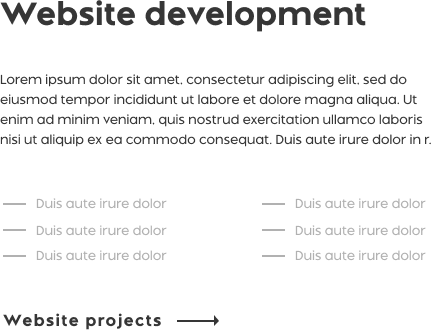 Website development
Lorem ipsum dolor sit amet, consectetur adipiscing elit, sed do
eiusmod tempor incididunt ut labore et dolore magna aliqua. Ut
enim ad minim veniam, quis nostrud exercitation ullamco laboris
nisi ut aliquip ex ea commodo consequat. Duis aute irure dolor in r.
Duis aute irure dolor
Duis aute irure dolor
Duis aute irure dolor
Duis aute irure dolor
Duis aute irure dolor
Duis aute irure dolor
Website projects